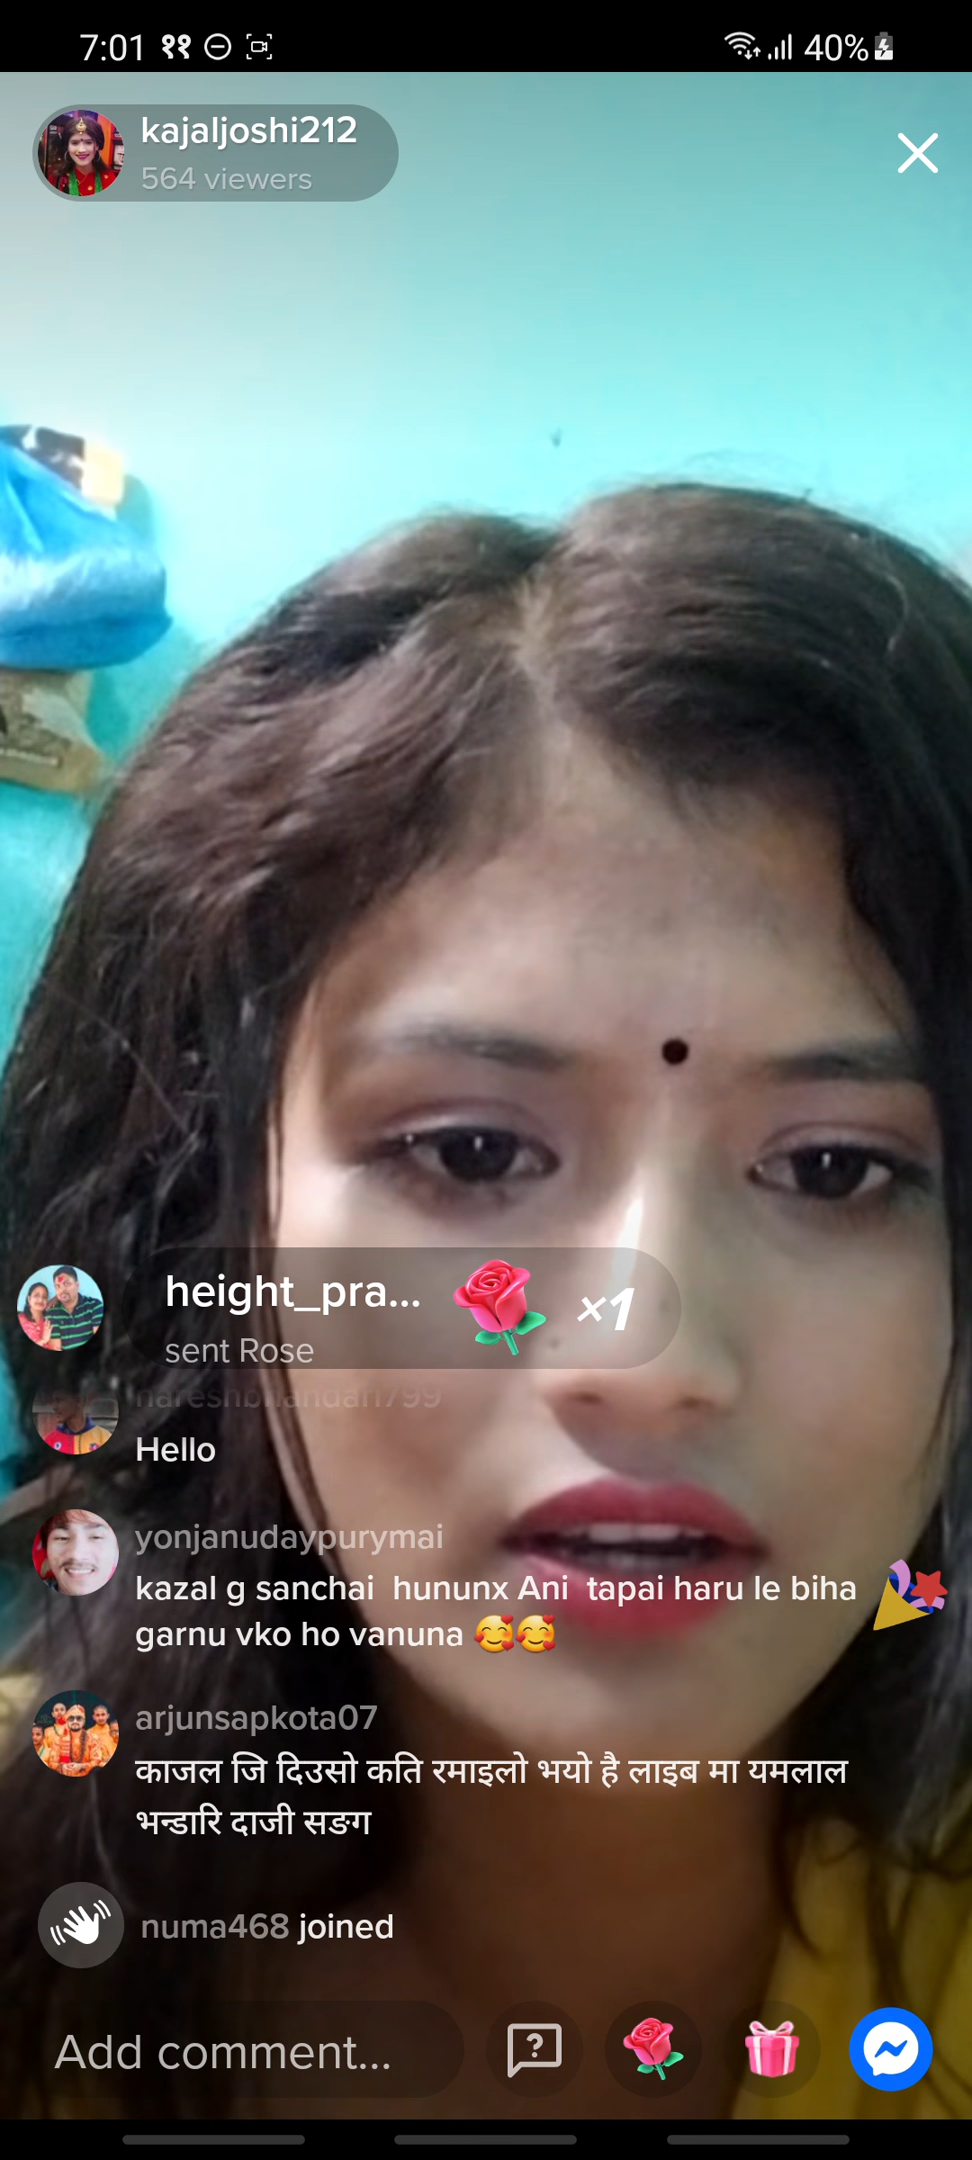 7:01 ११ 40%
kajaljoshi212
564 viewers
height_pra... ×1
sent Rose
nareshbhandari799
Hello
yonjanudaypurymai
kazal g sanchai hununx Ani tapai haru le biha
garnu vko ho vanuna 🥰🥰
arjunsapkota07
काजल जि दिउसो कति रमाइलो भयो है लाइब मा यमलाल
भन्डारि दाजी सङग
numa468 joined
Add comment...